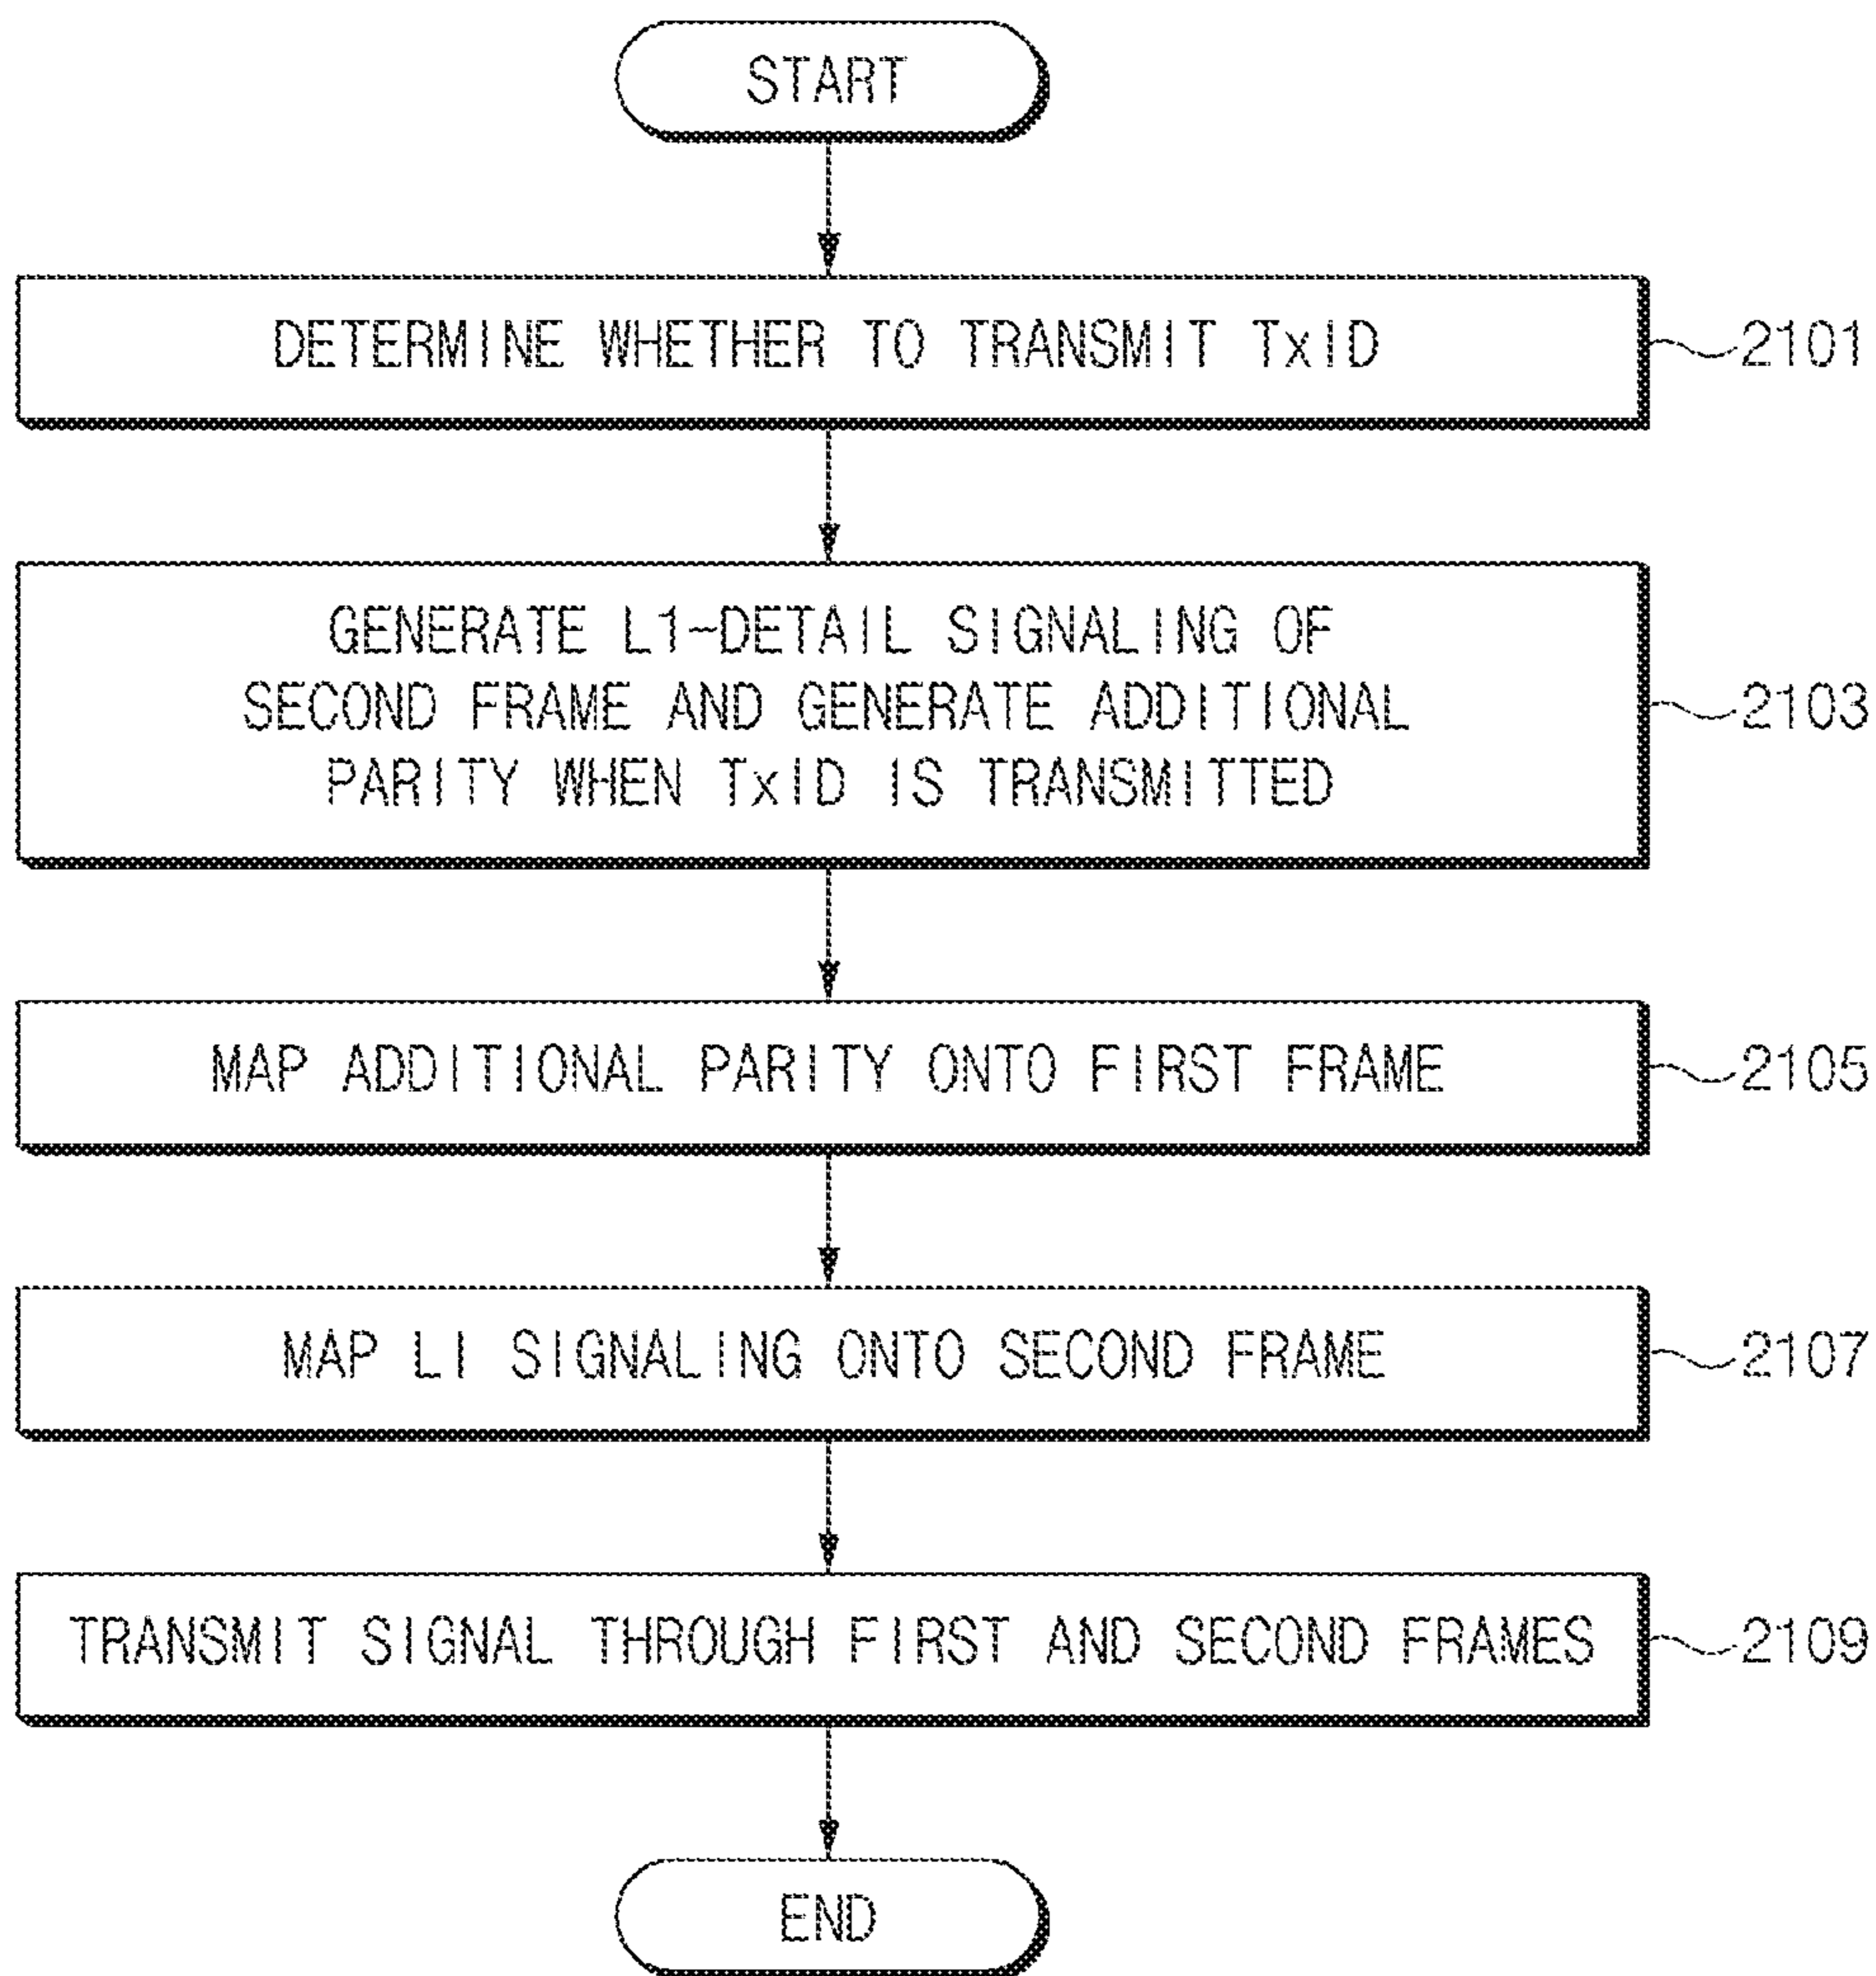 START
DETERMINE WHETHER TO TRANSMIT TxID
2101
GENERATE L1-DETAIL SIGNALING OF
SECOND FRAME AND GENERATE ADDITIONAL
PARITY WHEN TxID IS TRANSMITTED
2103
MAP ADDITIONAL PARITY ONTO FIRST FRAME
2105
MAP LI SIGNALING ONTO SECOND FRAME
2107
TRANSMIT SIGNAL THROUGH FIRST AND SECOND FRAMES
2109
END